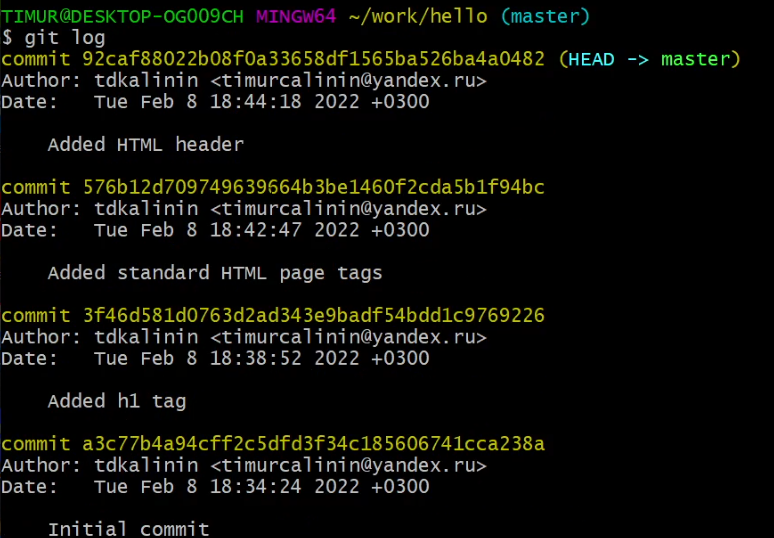 TIMUR@DESKTOP-OG0O9CH MINGW64 ~/work/hello (master)
$ git log
commit 92caf88022b08f0a33658df1565ba526ba4a0482 (HEAD -> master)
Author: tdkalinin <timurcalinin@yandex.ru>
Date:   Tue Feb 8 18:44:18 2022 +0300
    Added HTML header
commit 576b12d709749639664b3be1460f2cda5b1f94bc
Author: tdkalinin <timurcalinin@yandex.ru>
Date:   Tue Feb 8 18:42:47 2022 +0300
    Added standard HTML page tags
commit 3f46d581d0763d2ad343e9badf54bdd1c9769226
Author: tdkalinin <timurcalinin@yandex.ru>
Date:   Tue Feb 8 18:38:52 2022 +0300
    Added h1 tag
commit a3c77b4a94cff2c5dfd3f34c185606741cca238a
Author: tdkalinin <timurcalinin@yandex.ru>
Date:   Tue Feb 8 18:34:24 2022 +0300
    Initial commit